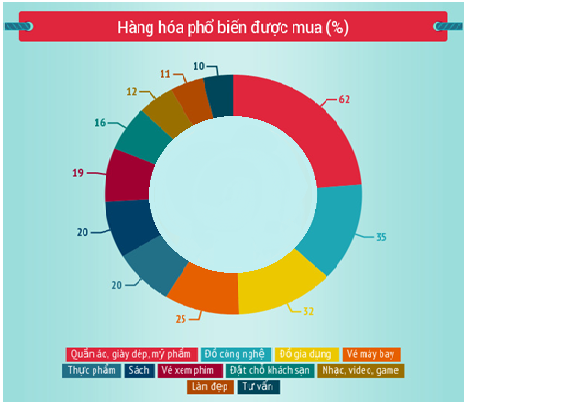 Hàng hóa phổ biến được mua (%)
10
11
62
12
16
19
35
20
20
32
25
Quần áo, giày dép, mỹ phẩm Đồ công nghệ Đồ gia dụng Vé máy bay
Thực phẩm Sách Vé xem phim Đặt chỗ khách sạn Nhạc, video, game
Làm đẹp Tư vấn